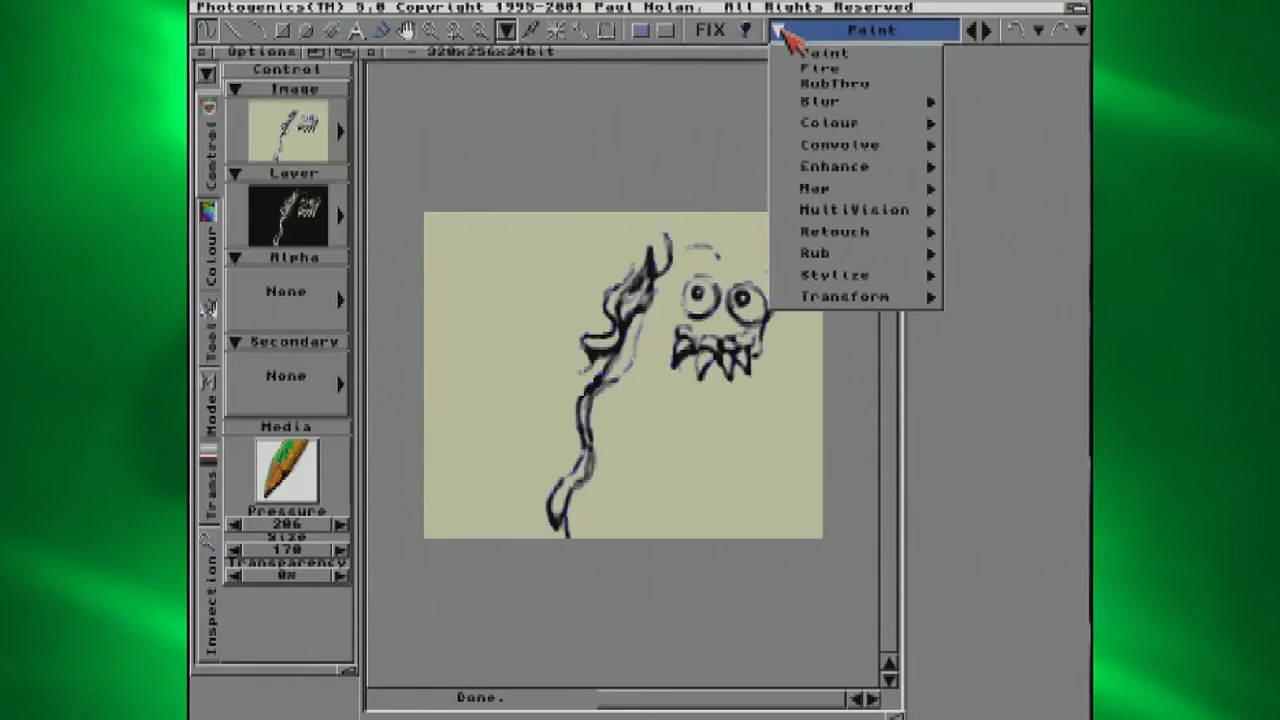 Photogenics(TM) 5,0 Copyright 1995-2001 Paul Nolan. All Rights Reserved
FIX
Paint
Options
- 320x256x24bit
Control
Image
Layer
Alpha
None
Secondary
None
Media
Pressure
206
Size
170
Transparency
0%
Control
Colour
Tools
Mode
Trans
Inspection
Paint
Fire
RubThru
Blur
Colour
Convolve
Enhance
Map
MultiVision
Retouch
Rub
Stylize
Transform
Done.